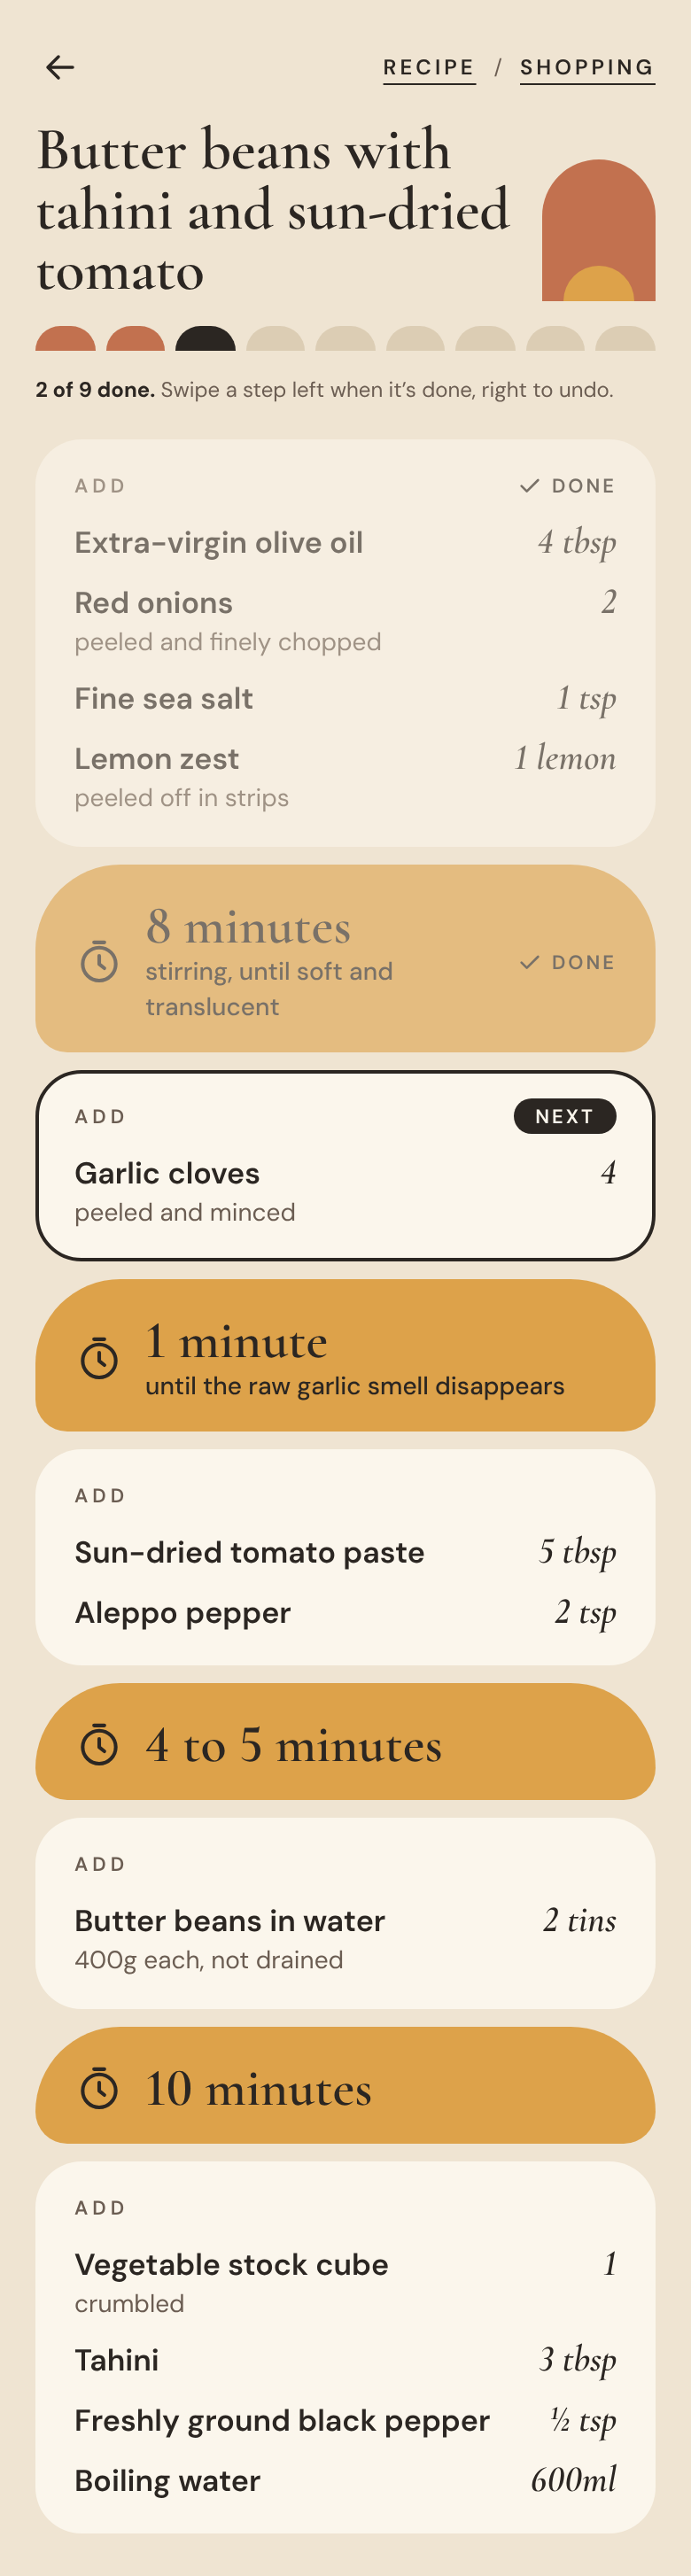 RECIPE / SHOPPING
Butter beans with
tahini and sun-dried
tomato
2 of 9 done. Swipe a step left when it’s done, right to undo.
ADD DONE
Extra-virgin olive oil 4 tbsp
Red onions 2
peeled and finely chopped
Fine sea salt 1 tsp
Lemon zest 1 lemon
peeled off in strips
8 minutes
stirring, until soft and
translucent
DONE
ADD NEXT
Garlic cloves 4
peeled and minced
1 minute
until the raw garlic smell disappears
ADD
Sun-dried tomato paste 5 tbsp
Aleppo pepper 2 tsp
4 to 5 minutes
ADD
Butter beans in water 2 tins
400g each, not drained
10 minutes
ADD
Vegetable stock cube 1
crumbled
Tahini 3 tbsp
Freshly ground black pepper ½ tsp
Boiling water 600ml